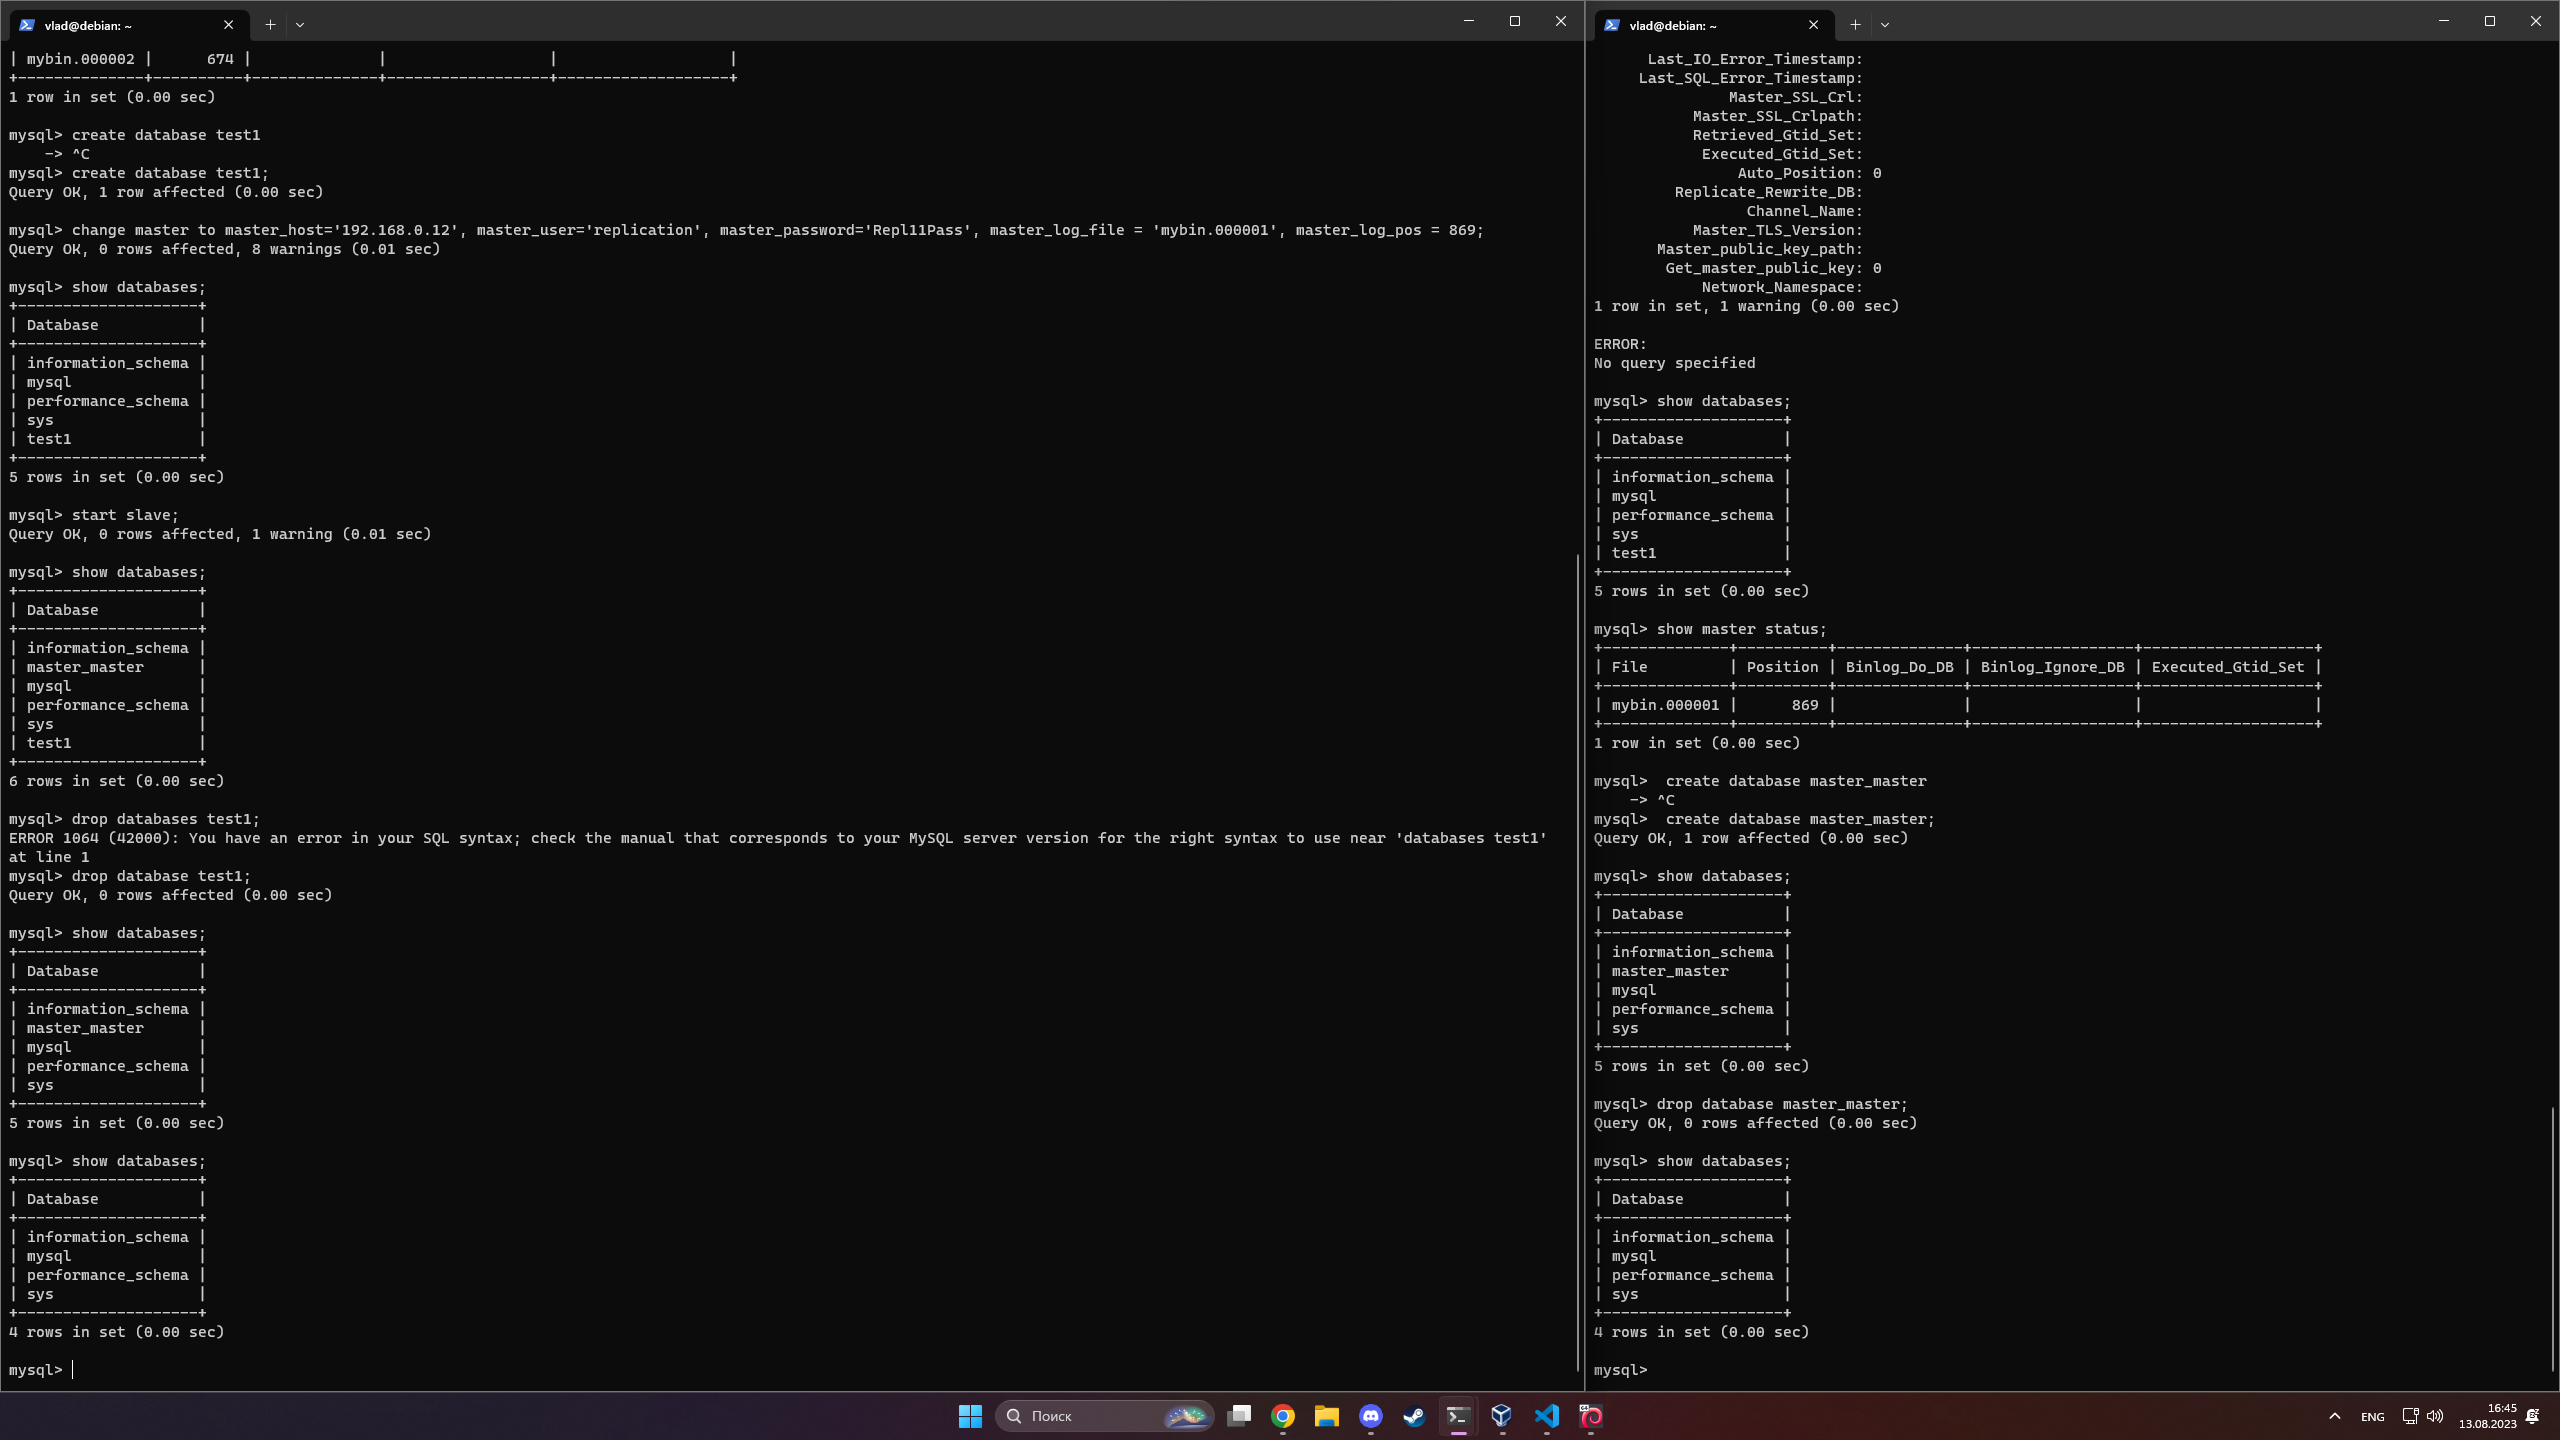 vlad@debian: ~
| mybin.000002 |      674 |              |                  |                   |
+--------------+----------+--------------+------------------+-------------------+
1 row in set (0.00 sec)
mysql> create database test1
    -> ^C
mysql> create database test1;
Query OK, 1 row affected (0.00 sec)
mysql> change master to master_host='192.168.0.12', master_user='replication', master_password='Repl11Pass', master_log_file = 'mybin.000001', master_log_pos = 869;
Query OK, 0 rows affected, 8 warnings (0.01 sec)
mysql> show databases;
+--------------------+
| Database           |
+--------------------+
| information_schema |
| mysql              |
| performance_schema |
| sys                |
| test1              |
+--------------------+
5 rows in set (0.00 sec)
mysql> start slave;
Query OK, 0 rows affected, 1 warning (0.01 sec)
mysql> show databases;
+--------------------+
| Database           |
+--------------------+
| information_schema |
| master_master      |
| mysql              |
| performance_schema |
| sys                |
| test1              |
+--------------------+
6 rows in set (0.00 sec)
mysql> drop databases test1;
ERROR 1064 (42000): You have an error in your SQL syntax; check the manual that corresponds to your MySQL server version for the right syntax to use near 'databases test1'
at line 1
mysql> drop database test1;
Query OK, 0 rows affected (0.00 sec)
mysql> show databases;
+--------------------+
| Database           |
+--------------------+
| information_schema |
| master_master      |
| mysql              |
| performance_schema |
| sys                |
+--------------------+
5 rows in set (0.00 sec)
mysql> show databases;
+--------------------+
| Database           |
+--------------------+
| information_schema |
| mysql              |
| performance_schema |
| sys                |
+--------------------+
4 rows in set (0.00 sec)
mysql>
vlad@debian: ~
      Last_IO_Error_Timestamp:
     Last_SQL_Error_Timestamp:
               Master_SSL_Crl:
           Master_SSL_Crlpath:
           Retrieved_Gtid_Set:
            Executed_Gtid_Set:
                Auto_Position: 0
         Replicate_Rewrite_DB:
                 Channel_Name:
           Master_TLS_Version:
       Master_public_key_path:
        Get_master_public_key: 0
            Network_Namespace:
1 row in set, 1 warning (0.00 sec)
ERROR:
No query specified
mysql> show databases;
+--------------------+
| Database           |
+--------------------+
| information_schema |
| mysql              |
| performance_schema |
| sys                |
| test1              |
+--------------------+
5 rows in set (0.00 sec)
mysql> show master status;
+--------------+----------+--------------+------------------+-------------------+
| File         | Position | Binlog_Do_DB | Binlog_Ignore_DB | Executed_Gtid_Set |
+--------------+----------+--------------+------------------+-------------------+
| mybin.000001 |      869 |              |                  |                   |
+--------------+----------+--------------+------------------+-------------------+
1 row in set (0.00 sec)
mysql>  create database master_master
    -> ^C
mysql>  create database master_master;
Query OK, 1 row affected (0.00 sec)
mysql> show databases;
+--------------------+
| Database           |
+--------------------+
| information_schema |
| master_master      |
| mysql              |
| performance_schema |
| sys                |
+--------------------+
5 rows in set (0.00 sec)
mysql> drop database master_master;
Query OK, 0 rows affected (0.00 sec)
mysql> show databases;
+--------------------+
| Database           |
+--------------------+
| information_schema |
| mysql              |
| performance_schema |
| sys                |
+--------------------+
4 rows in set (0.00 sec)
mysql>
Поиск
ENG
16:45
13.08.2023